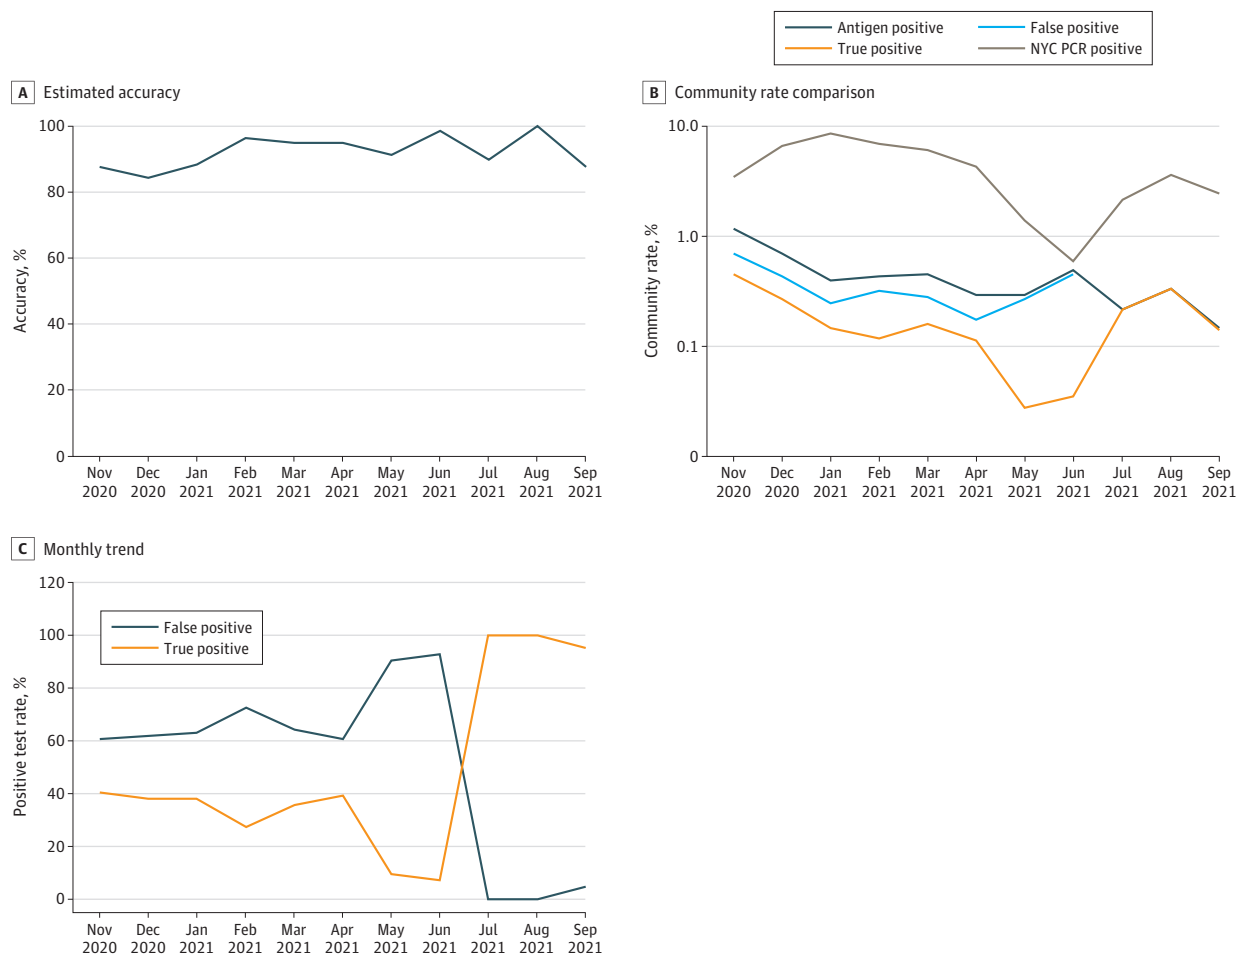 Antigen positive False positive
True positive NYC PCR positive
A Estimated accuracy
100
80
60
40
20
0
Accuracy, %
Nov Dec Jan Feb Mar Apr May Jun Jul Aug Sep
2020 2020 2021 2021 2021 2021 2021 2021 2021 2021 2021
B Community rate comparison
10.0
1.0
0.1
0
Community rate, %
Nov Dec Jan Feb Mar Apr May Jun Jul Aug Sep
2020 2020 2021 2021 2021 2021 2021 2021 2021 2021 2021
C Monthly trend
120
100
80
60
40
20
0
Positive test rate, %
False positive
True positive
Nov Dec Jan Feb Mar Apr May Jun Jul Aug Sep
2020 2020 2021 2021 2021 2021 2021 2021 2021 2021 2021